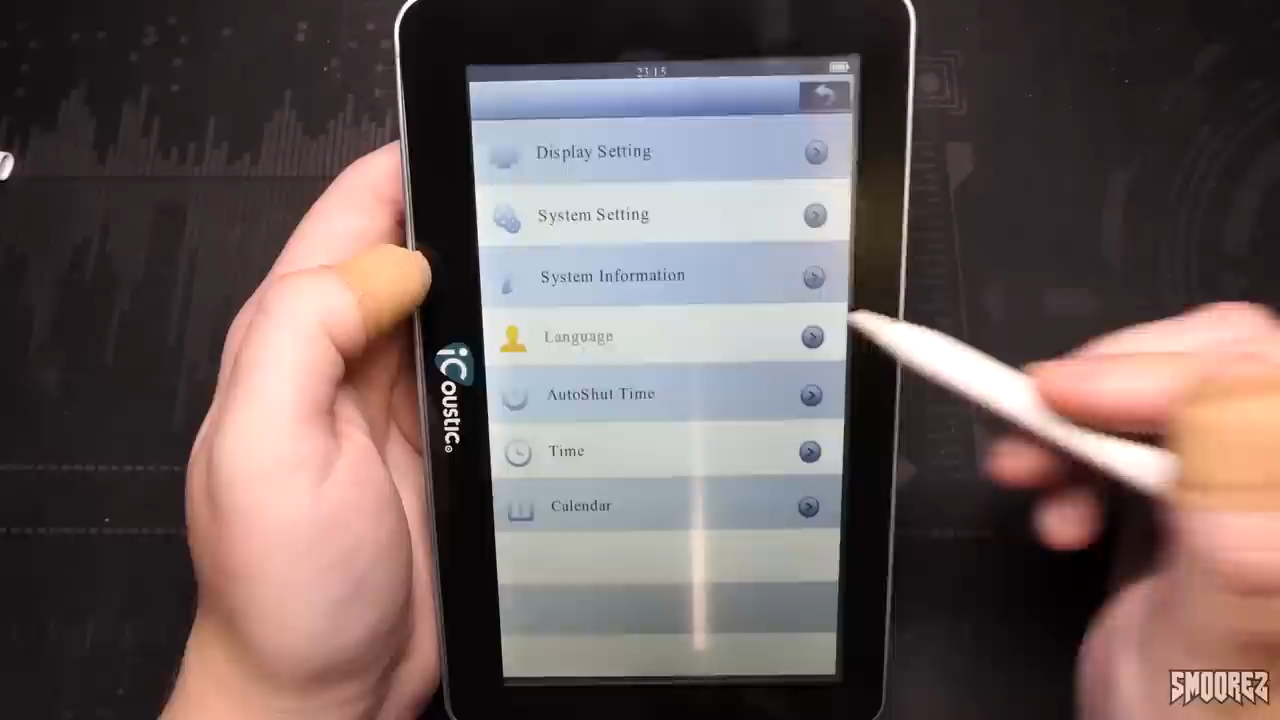 23:15
Display Setting
System Setting
System Information
Language
AutoShut Time
Time
Calendar
iCoustic
SMOOREZ